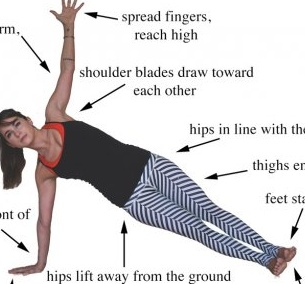 spread fingers,
reach high
rm,
shoulder blades draw toward
each other
hips in line with the
thighs en
feet sta
ont of
hips lift away from the ground